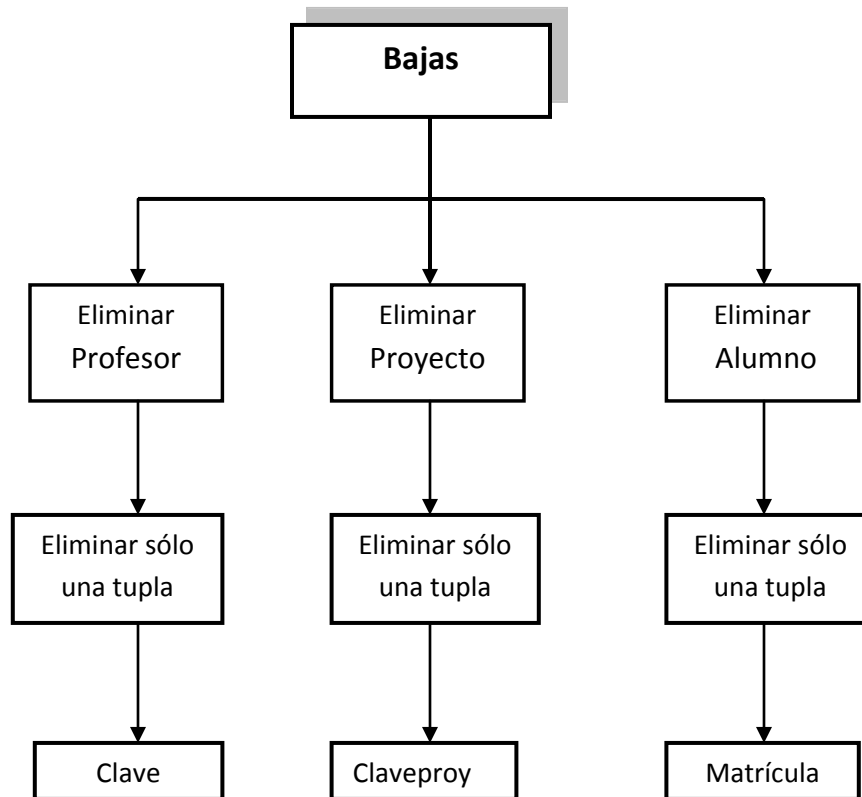 Bajas
Eliminar
Profesor
Eliminar
Proyecto
Eliminar
Alumno
Eliminar sólo
una tupla
Eliminar sólo
una tupla
Eliminar sólo
una tupla
Clave
Claveproy
Matrícula